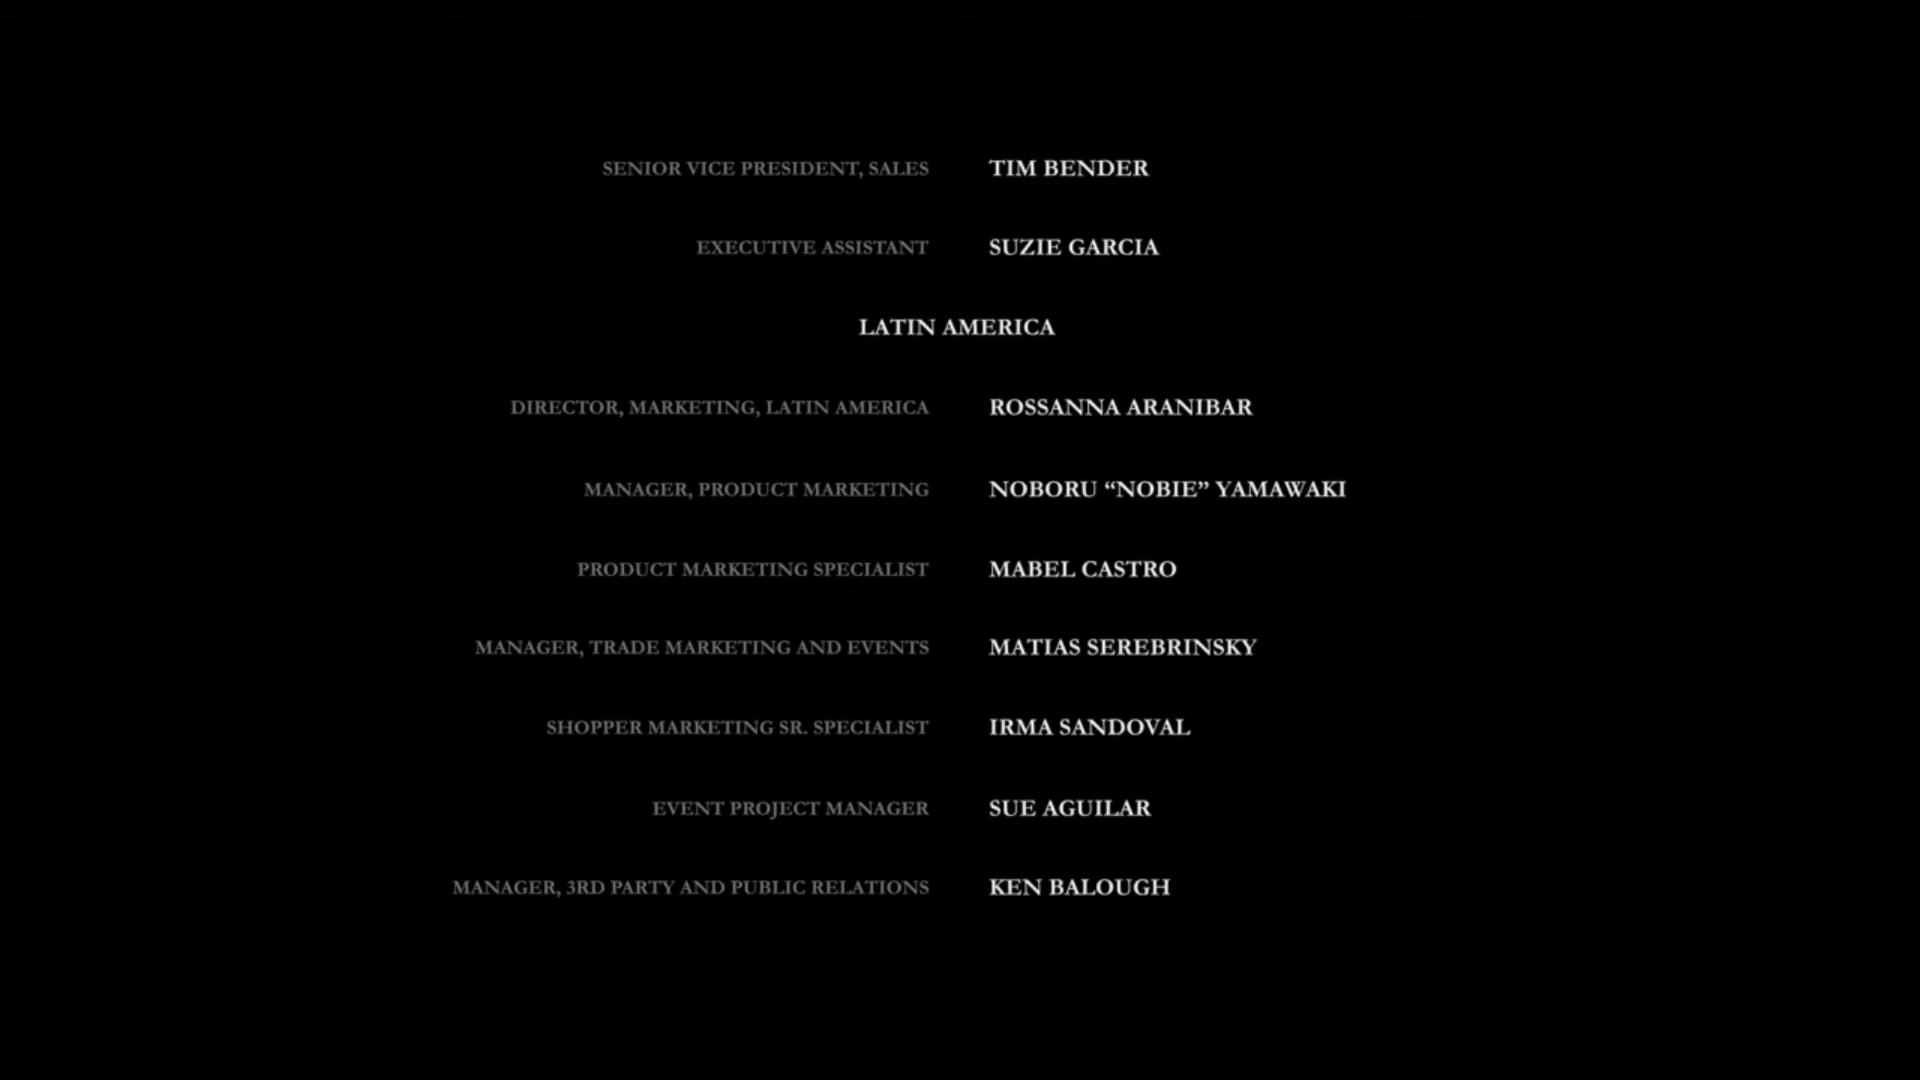 SENIOR VICE PRESIDENT, SALES TIM BENDER
EXECUTIVE ASSISTANT SUZIE GARCIA
LATIN AMERICA
DIRECTOR, MARKETING, LATIN AMERICA ROSSANNA ARANIBAR
MANAGER, PRODUCT MARKETING NOBORU “NOBIE” YAMAWAKI
PRODUCT MARKETING SPECIALIST MABEL CASTRO
MANAGER, TRADE MARKETING AND EVENTS MATIAS SEREBRINSKY
SHOPPER MARKETING SR. SPECIALIST IRMA SANDOVAL
EVENT PROJECT MANAGER SUE AGUILAR
MANAGER, 3RD PARTY AND PUBLIC RELATIONS KEN BALOUGH